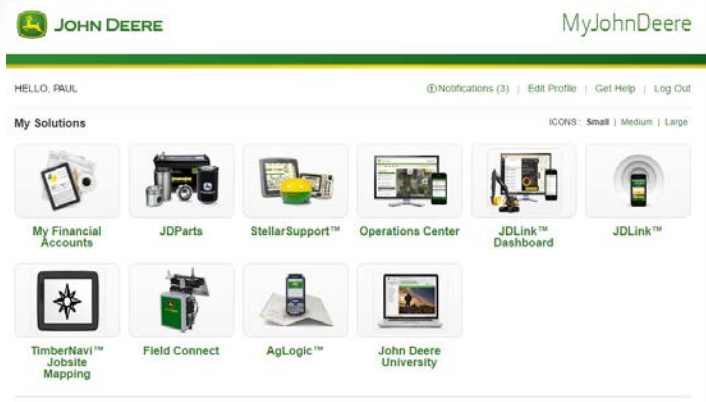 JOHN DEERE
MyJohnDeere
HELLO, PAUL
Notifications (3) | Edit Profile | Get Help | Log Out
My Solutions
ICONS: Small | Medium | Large
My Financial
Accounts
JDParts
StellarSupport™
Operations Center
JDLink™
Dashboard
JDLink™
TimberNavi™
Jobsite
Mapping
Field Connect
AgLogic™
John Deere
University